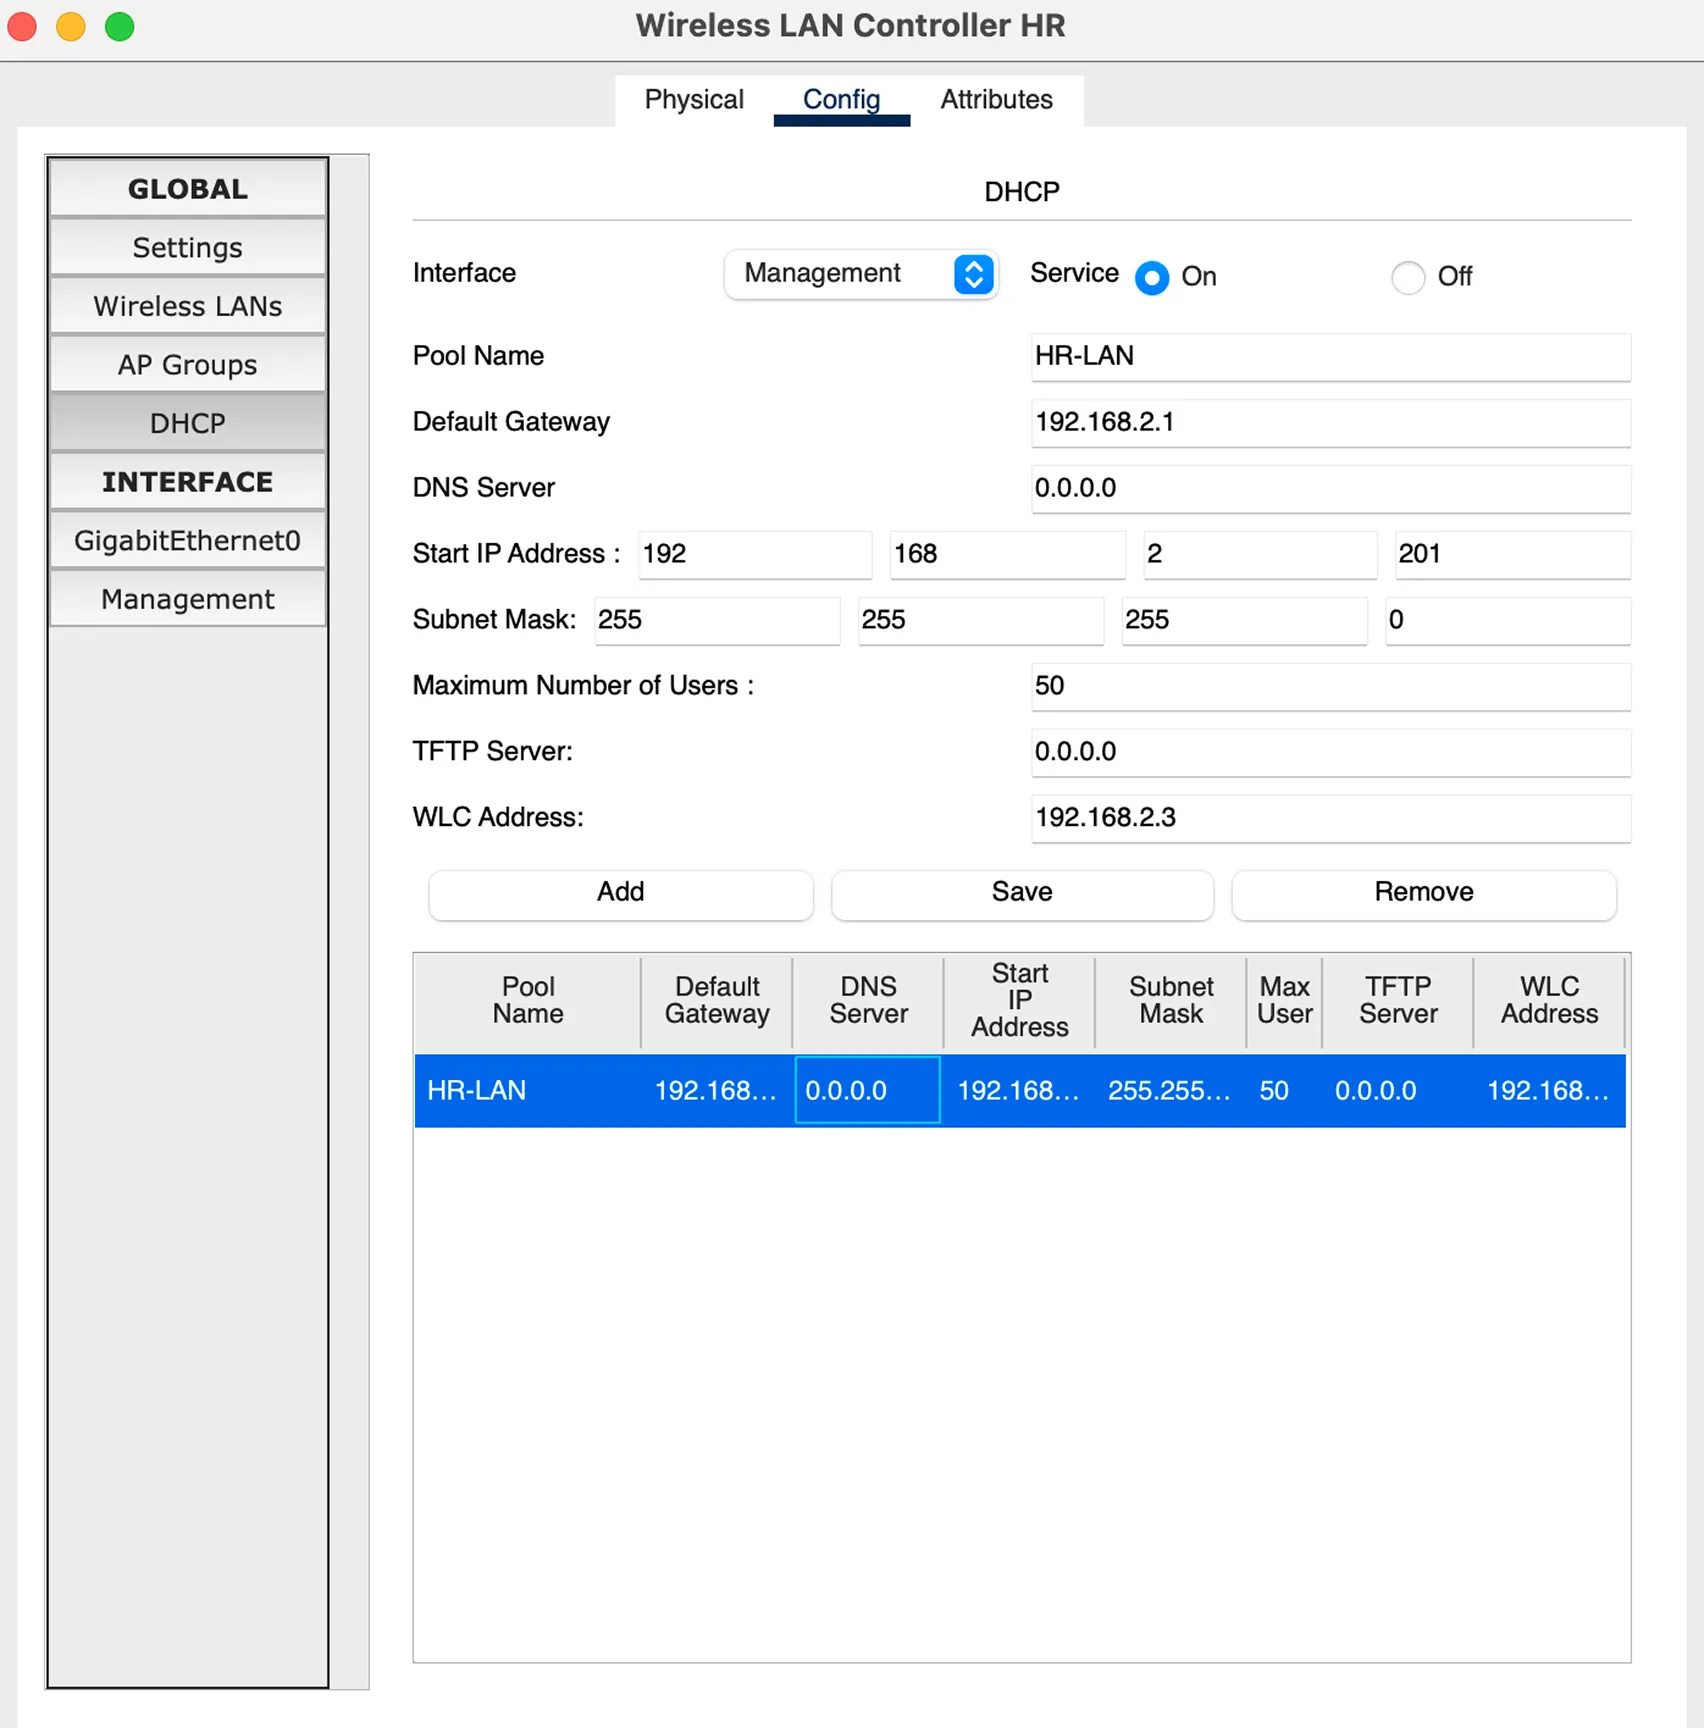 Wireless LAN Controller HR
Physical Config Attributes
GLOBAL
Settings
Wireless LANs
AP Groups
DHCP
INTERFACE
GigabitEthernet0
Management
DHCP
Interface Management Service On Off
Pool Name HR-LAN
Default Gateway 192.168.2.1
DNS Server 0.0.0.0
Start IP Address : 192 168 2 201
Subnet Mask: 255 255 255 0
Maximum Number of Users : 50
TFTP Server: 0.0.0.0
WLC Address: 192.168.2.3
Add Save Remove
Pool Name Default Gateway DNS Server Start IP Address Subnet Mask Max User TFTP Server WLC Address
HR-LAN 192.168... 0.0.0.0 192.168... 255.255... 50 0.0.0.0 192.168...